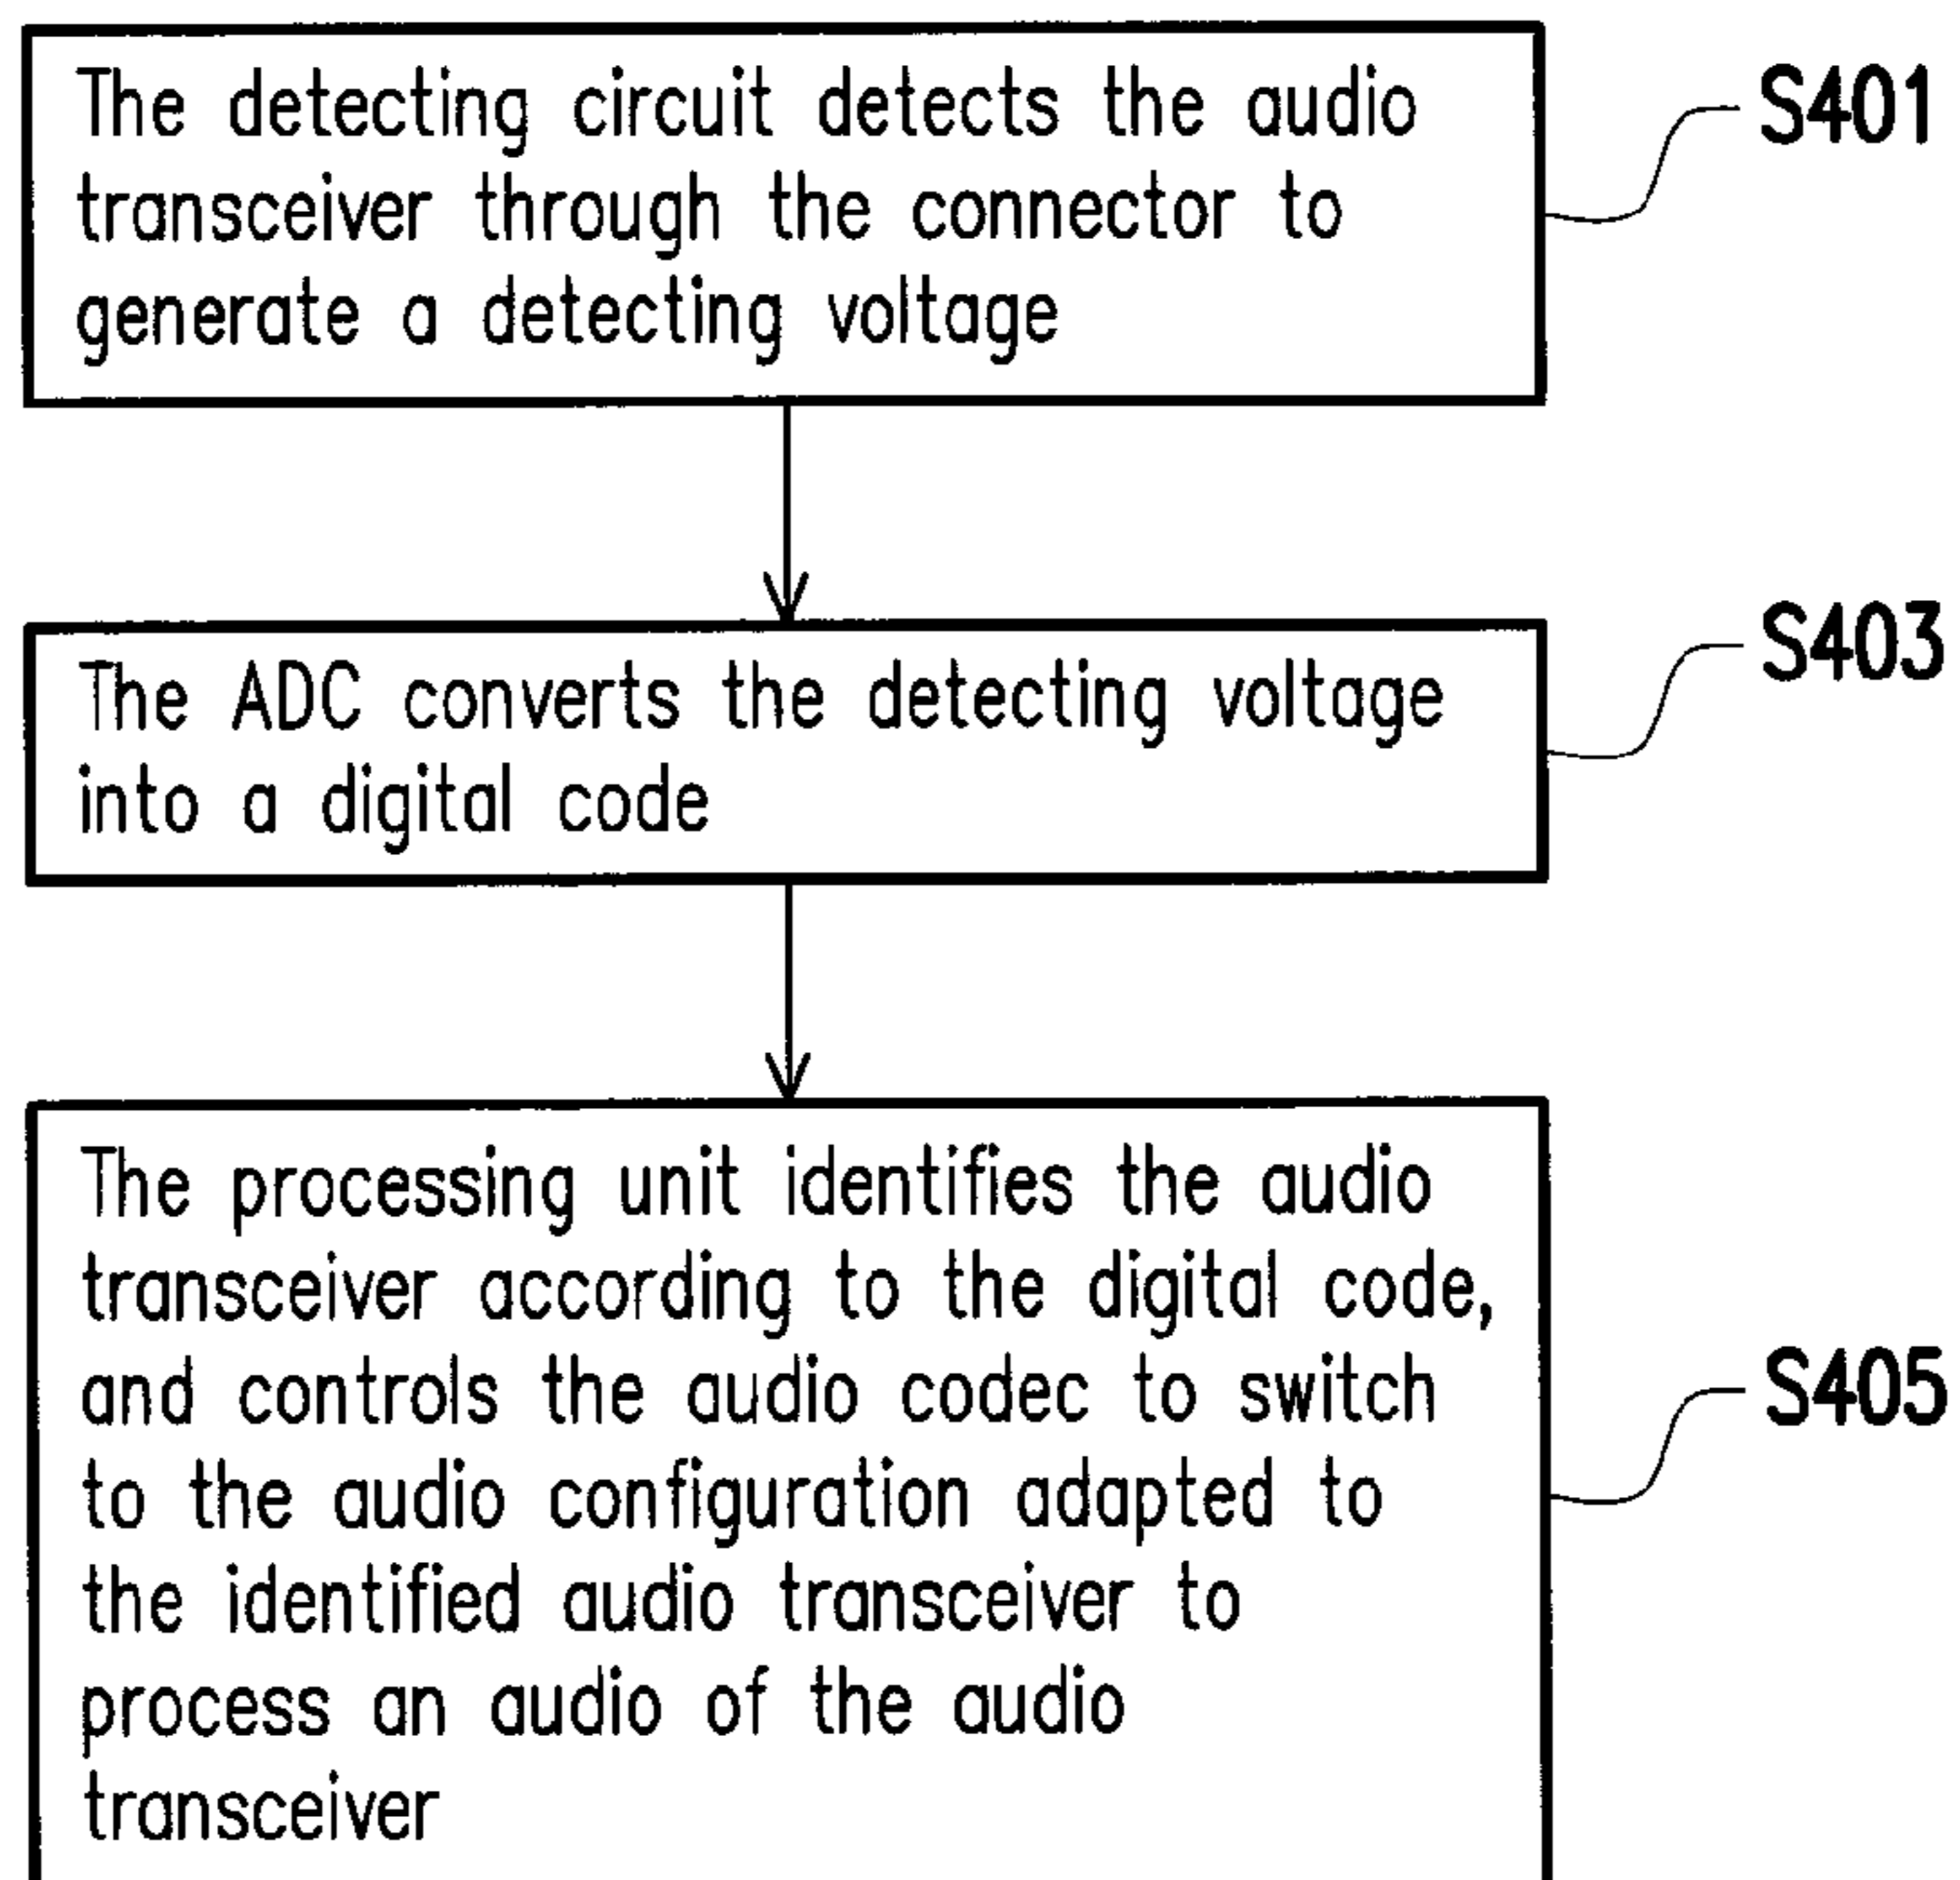 The detecting circuit detects the audio
transceiver through the connector to
generate a detecting voltage
S401
The ADC converts the detecting voltage
into a digital code
S403
The processing unit identifies the audio
transceiver according to the digital code,
and controls the audio codec to switch
to the audio configuration adapted to
the identified audio transceiver to
process an audio of the audio
transceiver
S405